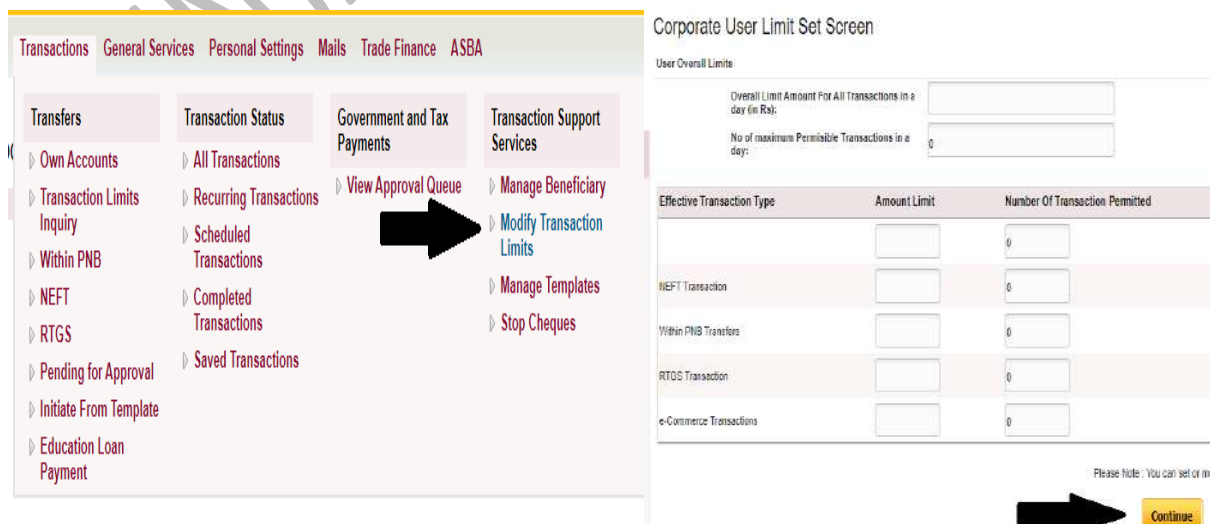 Transactions General Services Personal Settings Mails Trade Finance ASBA
Transfers
Own Accounts
Transaction Limits
Inquiry
Within PNB
NEFT
RTGS
Pending for Approval
Initiate From Template
Education Loan
Payment
Transaction Status
All Transactions
Recurring Transactions
Scheduled
Transactions
Completed
Transactions
Saved Transactions
Government and Tax
Payments
View Approval Queue
Transaction Support
Services
Manage Beneficiary
Modify Transaction
Limits
Manage Templates
Stop Cheques
Corporate User Limit Set Screen
User Overall Limits
Overall Limit Amount For All Transactions in a
day (in Rs):
No of maximum Permisible Transactions in a
day: 0
Effective Transaction Type Amount Limit Number Of Transaction Permitted
0
NEFT Transaction 0
Within PNB Transfers 0
RTGS Transaction 0
e-Commerce Transactions 0
Please Note : You can set or
Continue